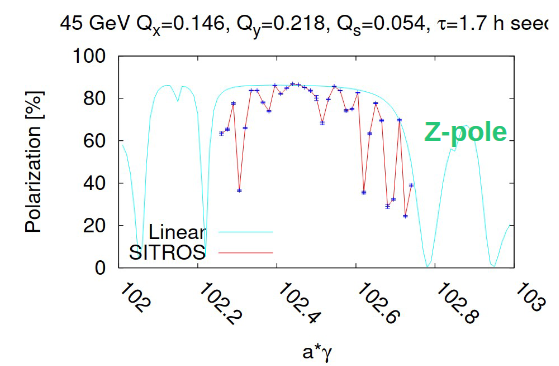 45 GeV Qx=0.146, Qy=0.218, Qs=0.054, τ=1.7 h seed
Polarization [%]
100
80
60
40
20
0
Z-pole
Linear
SITROS
102
102.2
102.4
102.6
102.8
103
a*γ